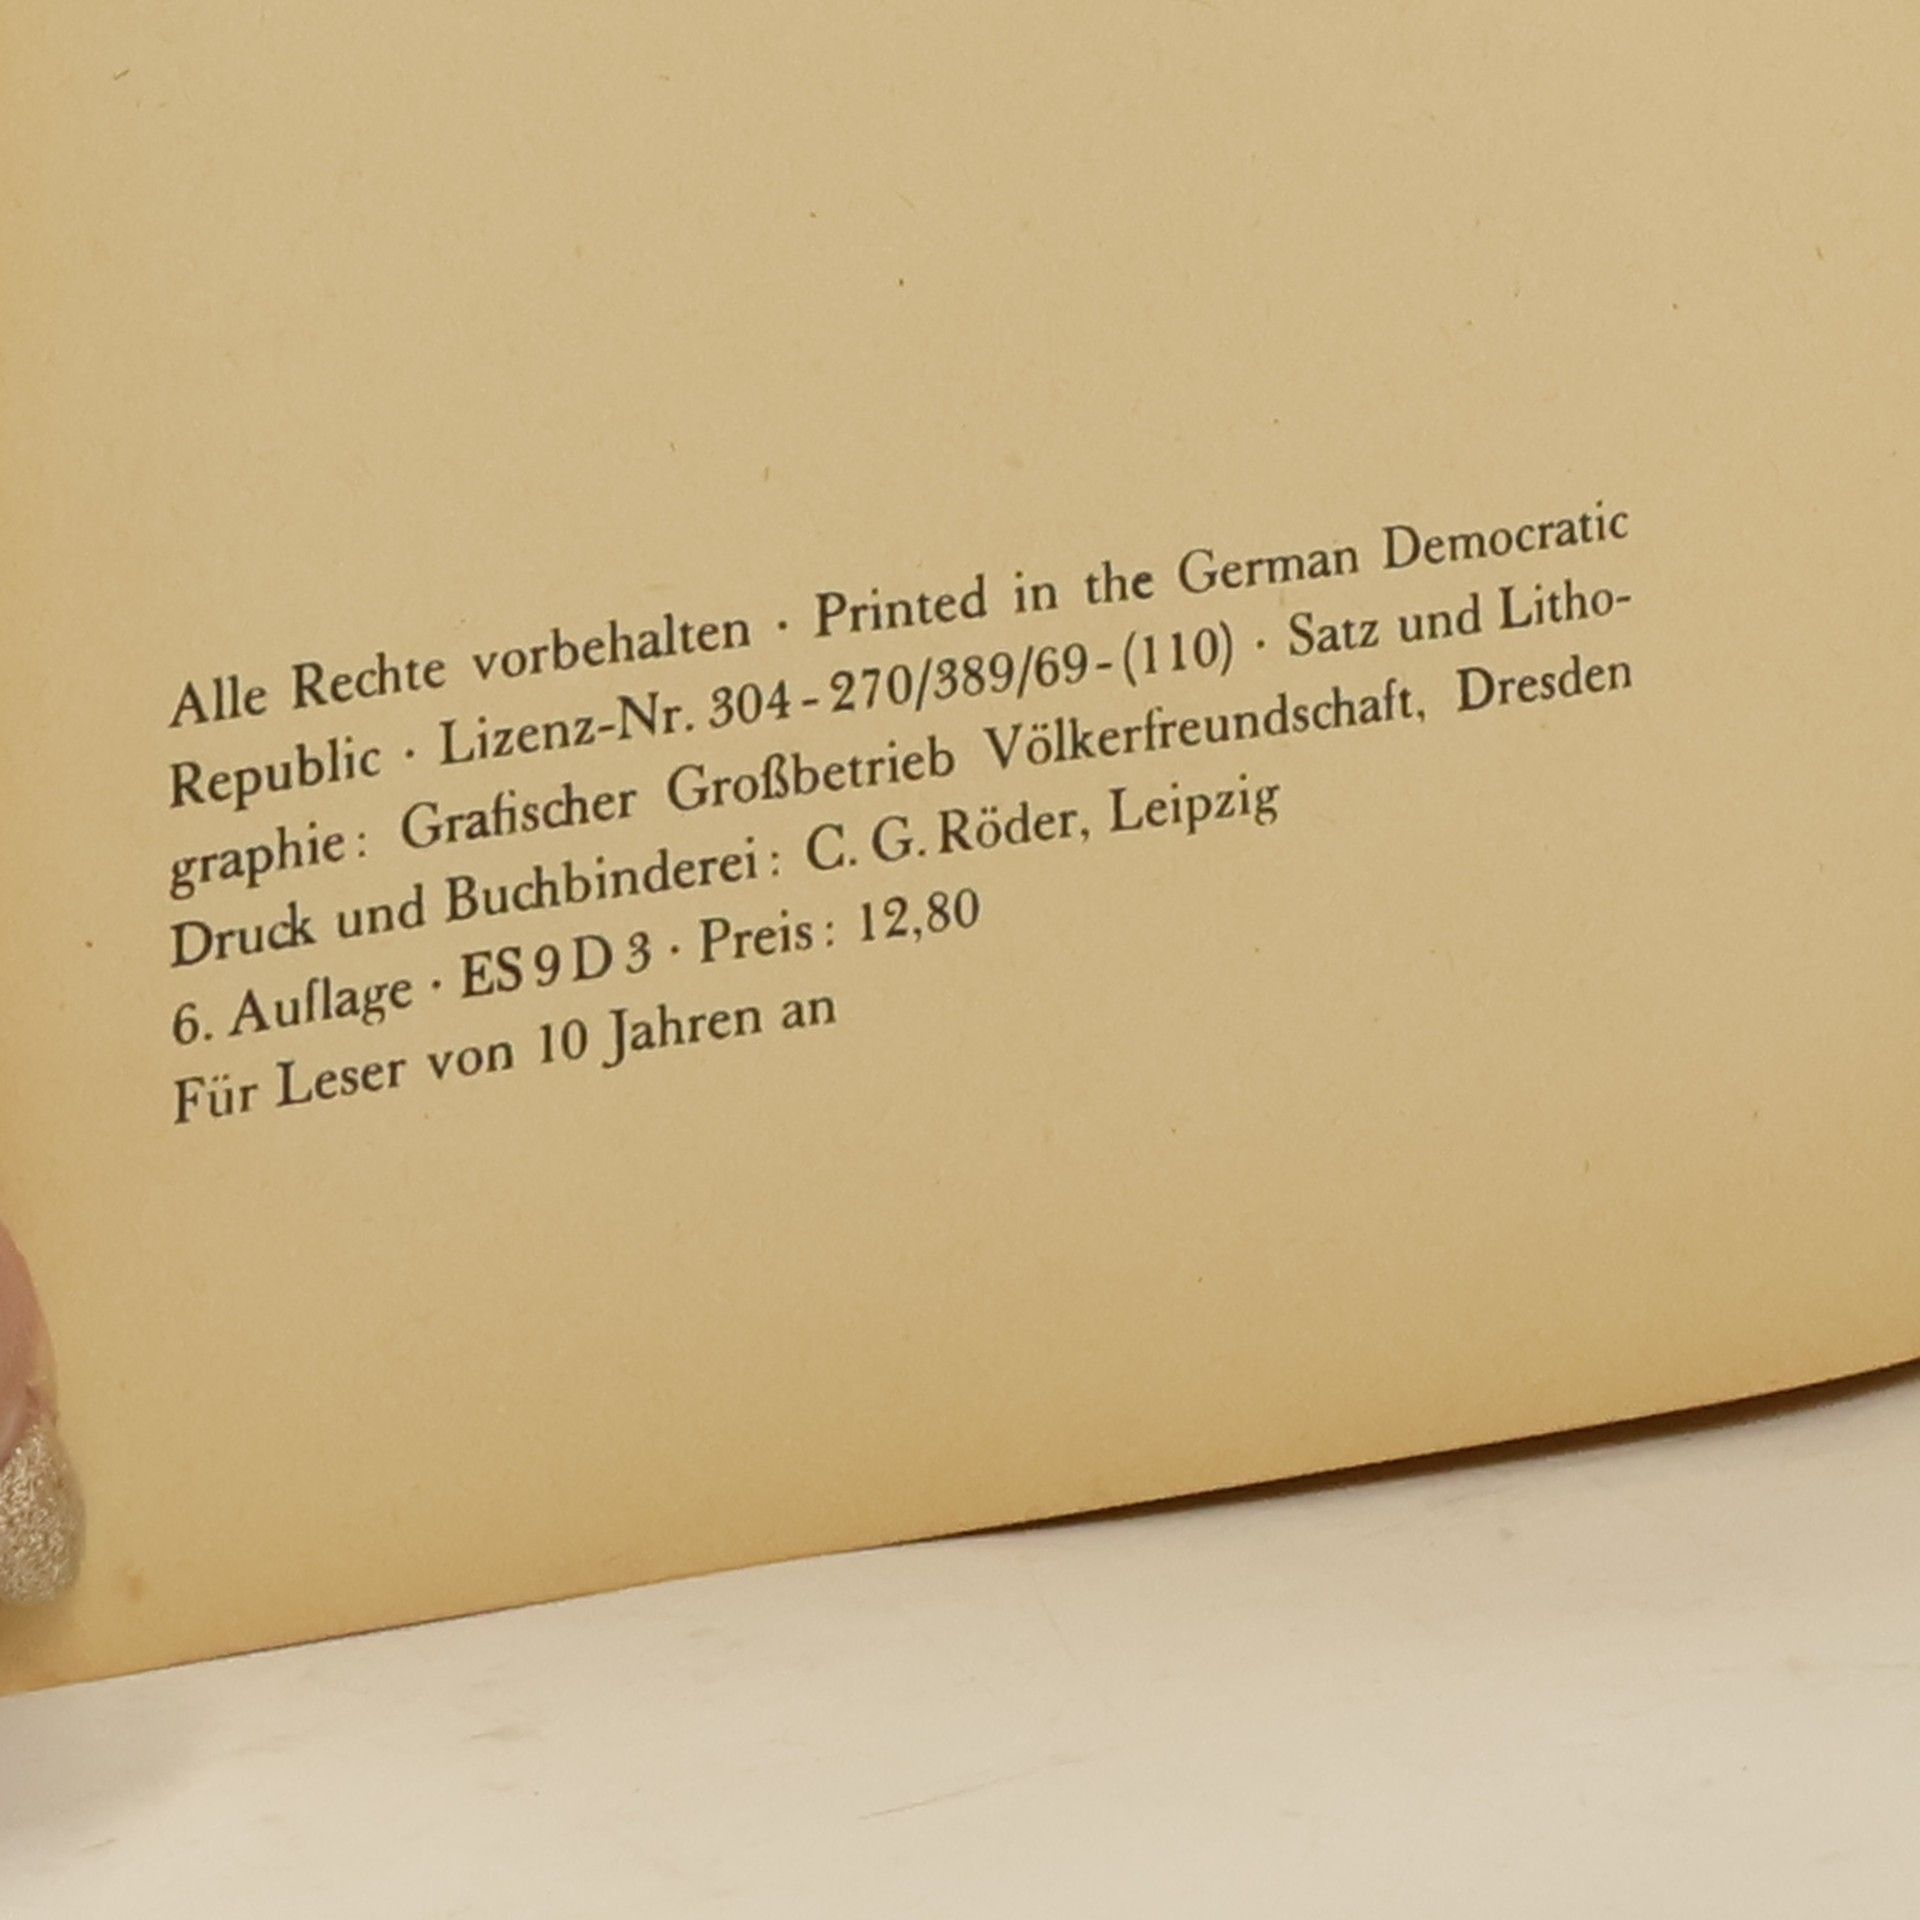 Alle Rechte vorbehalten · Printed in the German Democratic
Republic · Lizenz-Nr. 304-270/389/69-(110) · Satz und Litho-
graphie: Grafischer Großbetrieb Völkerfreundschaft, Dresden
Druck und Buchbinderei: C. G. Röder, Leipzig
6. Auflage · ES 9 D 3 · Preis: 12,80
Für Leser von 10 Jahren an